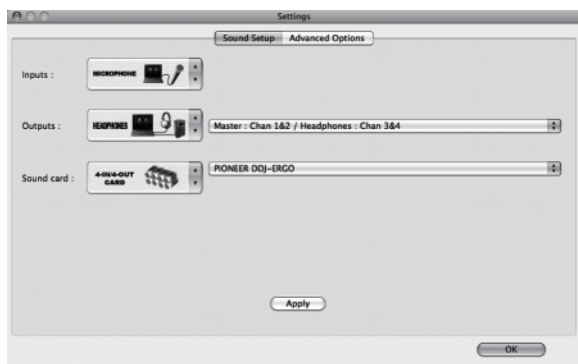 Settings
Sound Setup Advanced Options
Inputs :
MICROPHONE
Outputs :
HEADPHONES
Master : Chan 1&2 / Headphones : Chan 3&4
Sound card :
4-IN/4-OUT
CARD
PIONEER DDJ-ERGO
Apply
OK